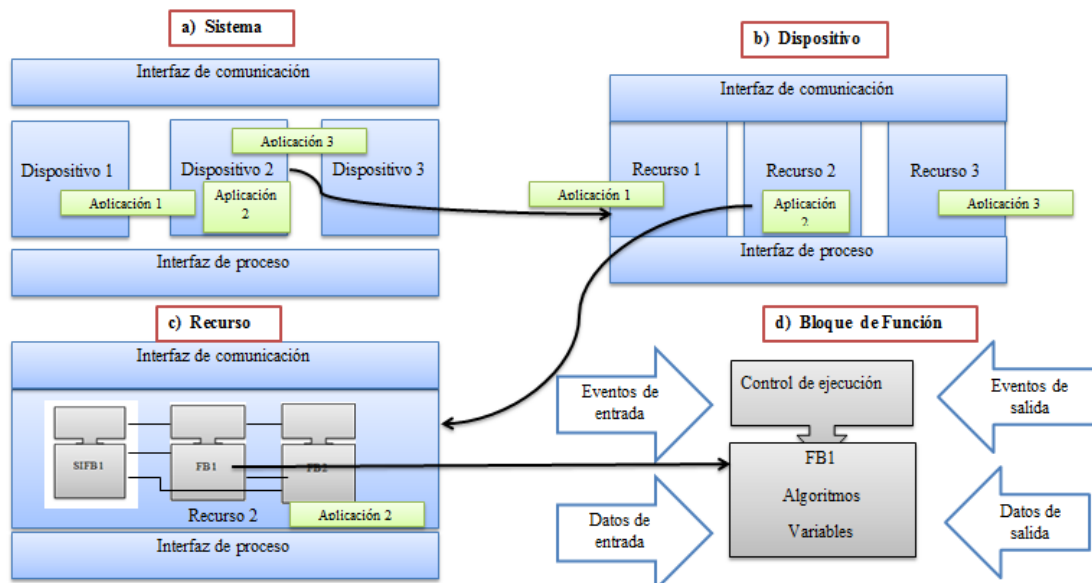 a) Sistema
Interfaz de comunicación
Dispositivo 1
Dispositivo 2
Dispositivo 3
Aplicación 3
Aplicación 1
Aplicación
2
Interfaz de proceso
b) Dispositivo
Interfaz de comunicación
Recurso 1
Recurso 2
Recurso 3
Aplicación 1
Aplicación
2
Aplicación 3
Interfaz de proceso
c) Recurso
Interfaz de comunicación
SIFB1
FB1
FB2
Recurso 2
Aplicación 2
Interfaz de proceso
d) Bloque de Función
Eventos de
entrada
Control de ejecución
Eventos de
salida
FB1
Algoritmos
Variables
Datos de
entrada
Datos de
salida